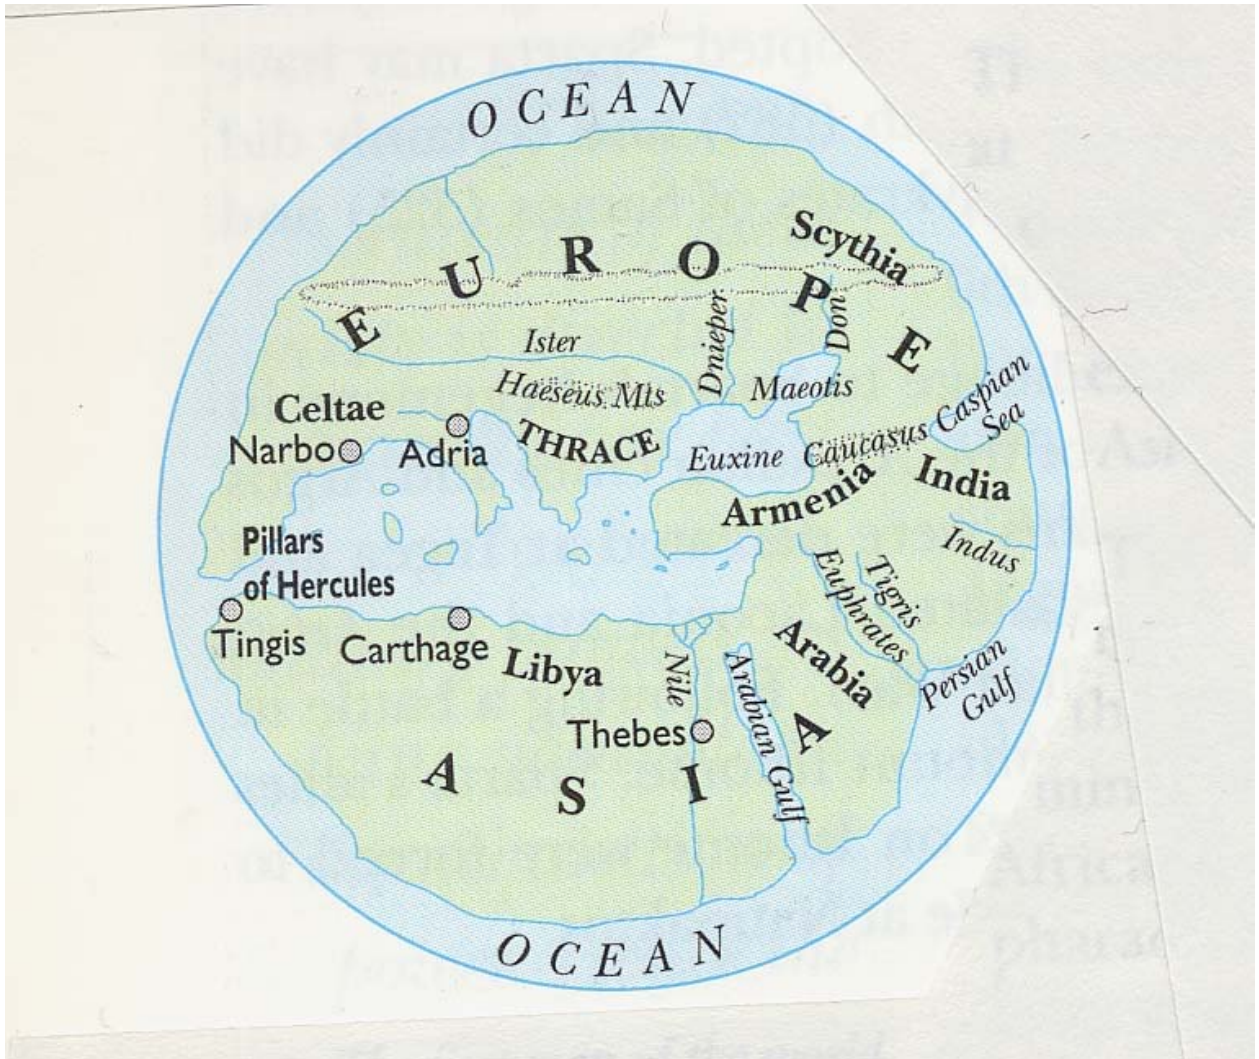 OCEAN
Scythia
EUROPE
Ister
Dnieper
Don
Haeseus Mts
Maeotis
Celtae
Narbo
Adria
THRACE
Euxine
Caucasus
Caspian
Sea
Armenia
India
Indus
Pillars
of Hercules
Tingis
Carthage
Libya
Euphrates
Tigris
Arabia
Nile
Arabian Gulf
Persian
Gulf
Thebes
ASIA
OCEAN